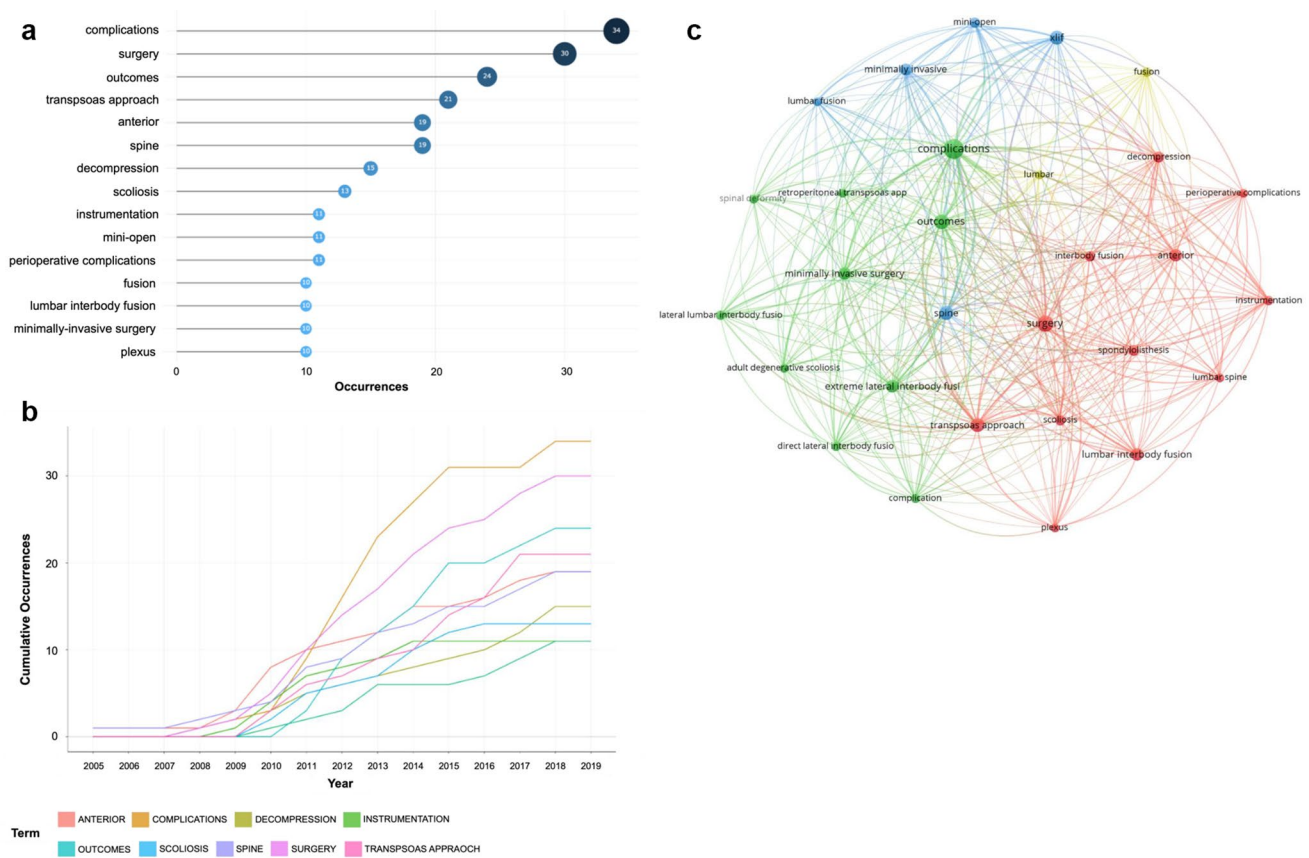 a
complications 34
surgery 30
outcomes 24
transpsoas approach 21
anterior 19
spine 19
decompression 15
scoliosis 13
instrumentation 11
mini-open 11
perioperative complications 11
fusion 10
lumbar interbody fusion 10
minimally-invasive surgery 10
plexus 10
0 10 20 30
Occurrences
b
Cumulative Occurrences
30
20
10
0
2005 2006 2007 2008 2009 2010 2011 2012 2013 2014 2015 2016 2017 2018 2019
Year
Term
ANTERIOR COMPLICATIONS DECOMPRESSION INSTRUMENTATION
OUTCOMES SCOLIOSIS SPINE SURGERY TRANSPSOAS APPRAOCH
c
mini-open
xlif
minimally invasive
fusion
lumbar fusion
complications
decompression
lumbar
retroperitoneal transpsoas app
perioperative complications
spinal deformity
outcomes
interbody fusion
anterior
minimally invasive surgery
instrumentation
lateral lumbar interbody fusio
spine
surgery
spondylolisthesis
adult degenerative scoliosis
lumbar spine
extreme lateral interbody fusi
scoliosis
transpsoas approach
direct lateral interbody fusio
lumbar interbody fusion
complication
plexus